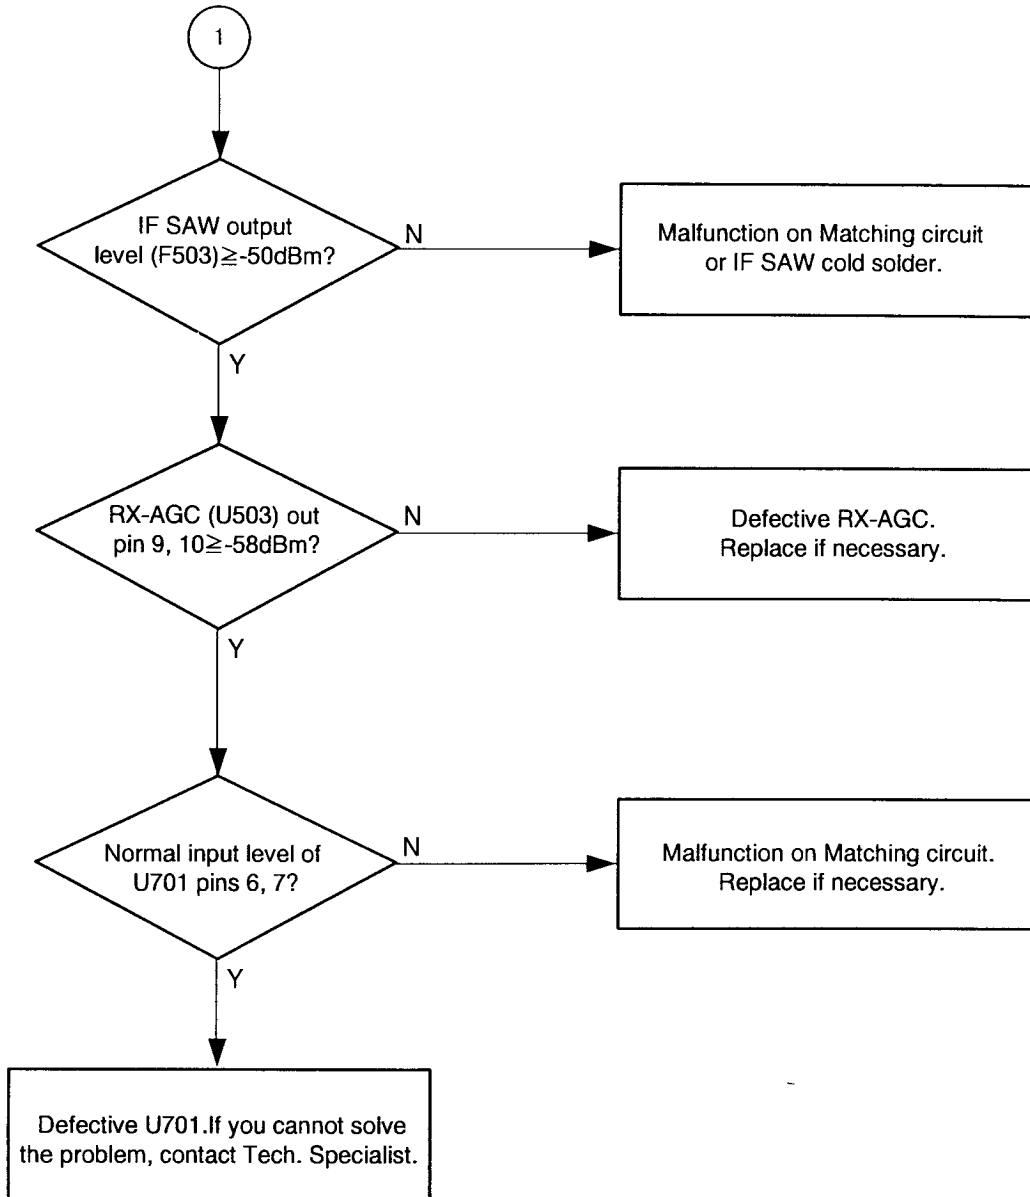 1
IF SAW output
level (F503)≧-50dBm?
N
Malfunction on Matching circuit
or IF SAW cold solder.
Y
RX-AGC (U503) out
pin 9, 10≧-58dBm?
N
Defective RX-AGC.
Replace if necessary.
Y
Normal input level of
U701 pins 6, 7?
N
Malfunction on Matching circuit.
Replace if necessary.
Y
Defective U701.If you cannot solve
the problem, contact Tech. Specialist.